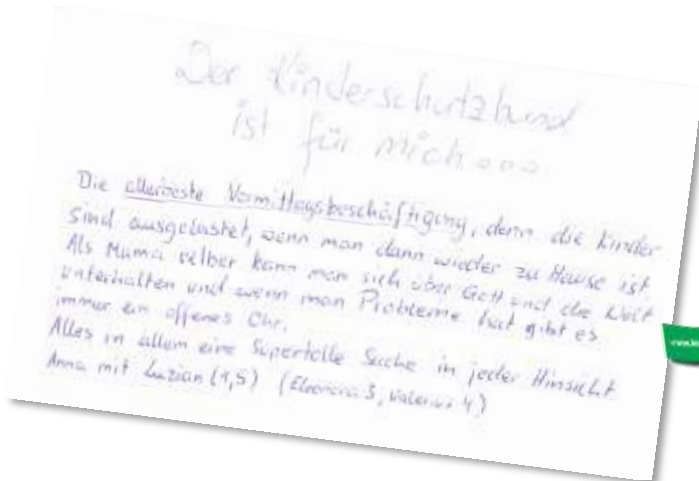 Der Kinderschutzbund
ist für mich...
Die allerbeste Vormittagsbeschäftigung, denn die Kinder
sind ausgelastet, wenn man dann wieder zu Hause ist.
Als Mama selber kann man sich über Gott und die Welt
unterhalten und wenn man Probleme hat gibt es
immer ein offenes Ohr.
Alles in allem eine supertolle Sache in jeder Hinsicht
Anna mit Luzian (1,5) (Eleonora 3, Valerius 4)